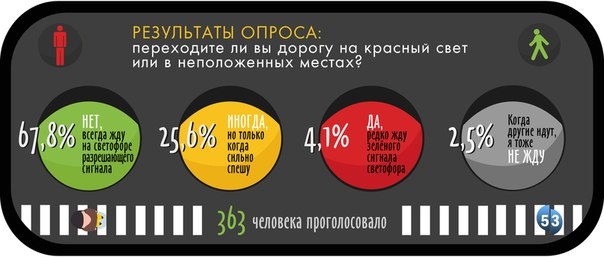 РЕЗУЛЬТАТЫ ОПРОСА:
переходите ли вы дорогу на красный свет
или в неположенных местах?
67,8%
НЕТ,
всегда жду
на светофоре
разрешающего
сигнала
25,6%
ИНОГДА,
но только
когда
сильно
спешу
4,1%
ДА,
редко жду
зелёного
сигнала
светофора
2,5%
Когда
другие идут,
я тоже
НЕ ЖДУ
363 человека проголосовало
53